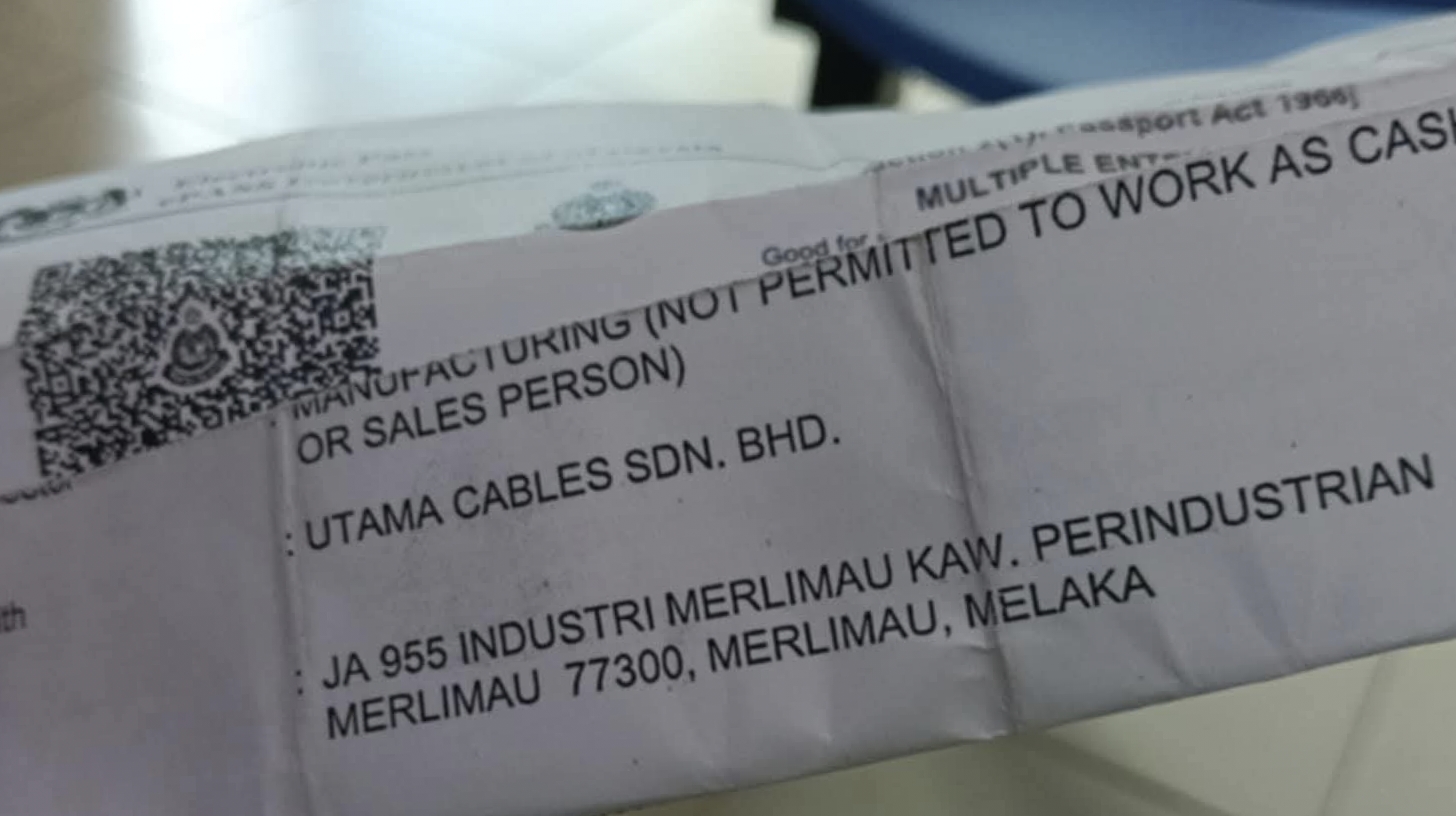 Passport Act 1966]
MULTIPLE
Good for
MANUFACTURING (NOT PERMITTED TO WORK AS
OR SALES PERSON)
: UTAMA CABLES SDN. BHD.
: JA 955 INDUSTRI MERLIMAU KAW. PERINDUSTRIAN
MERLIMAU 77300, MERLIMAU, MELAKA